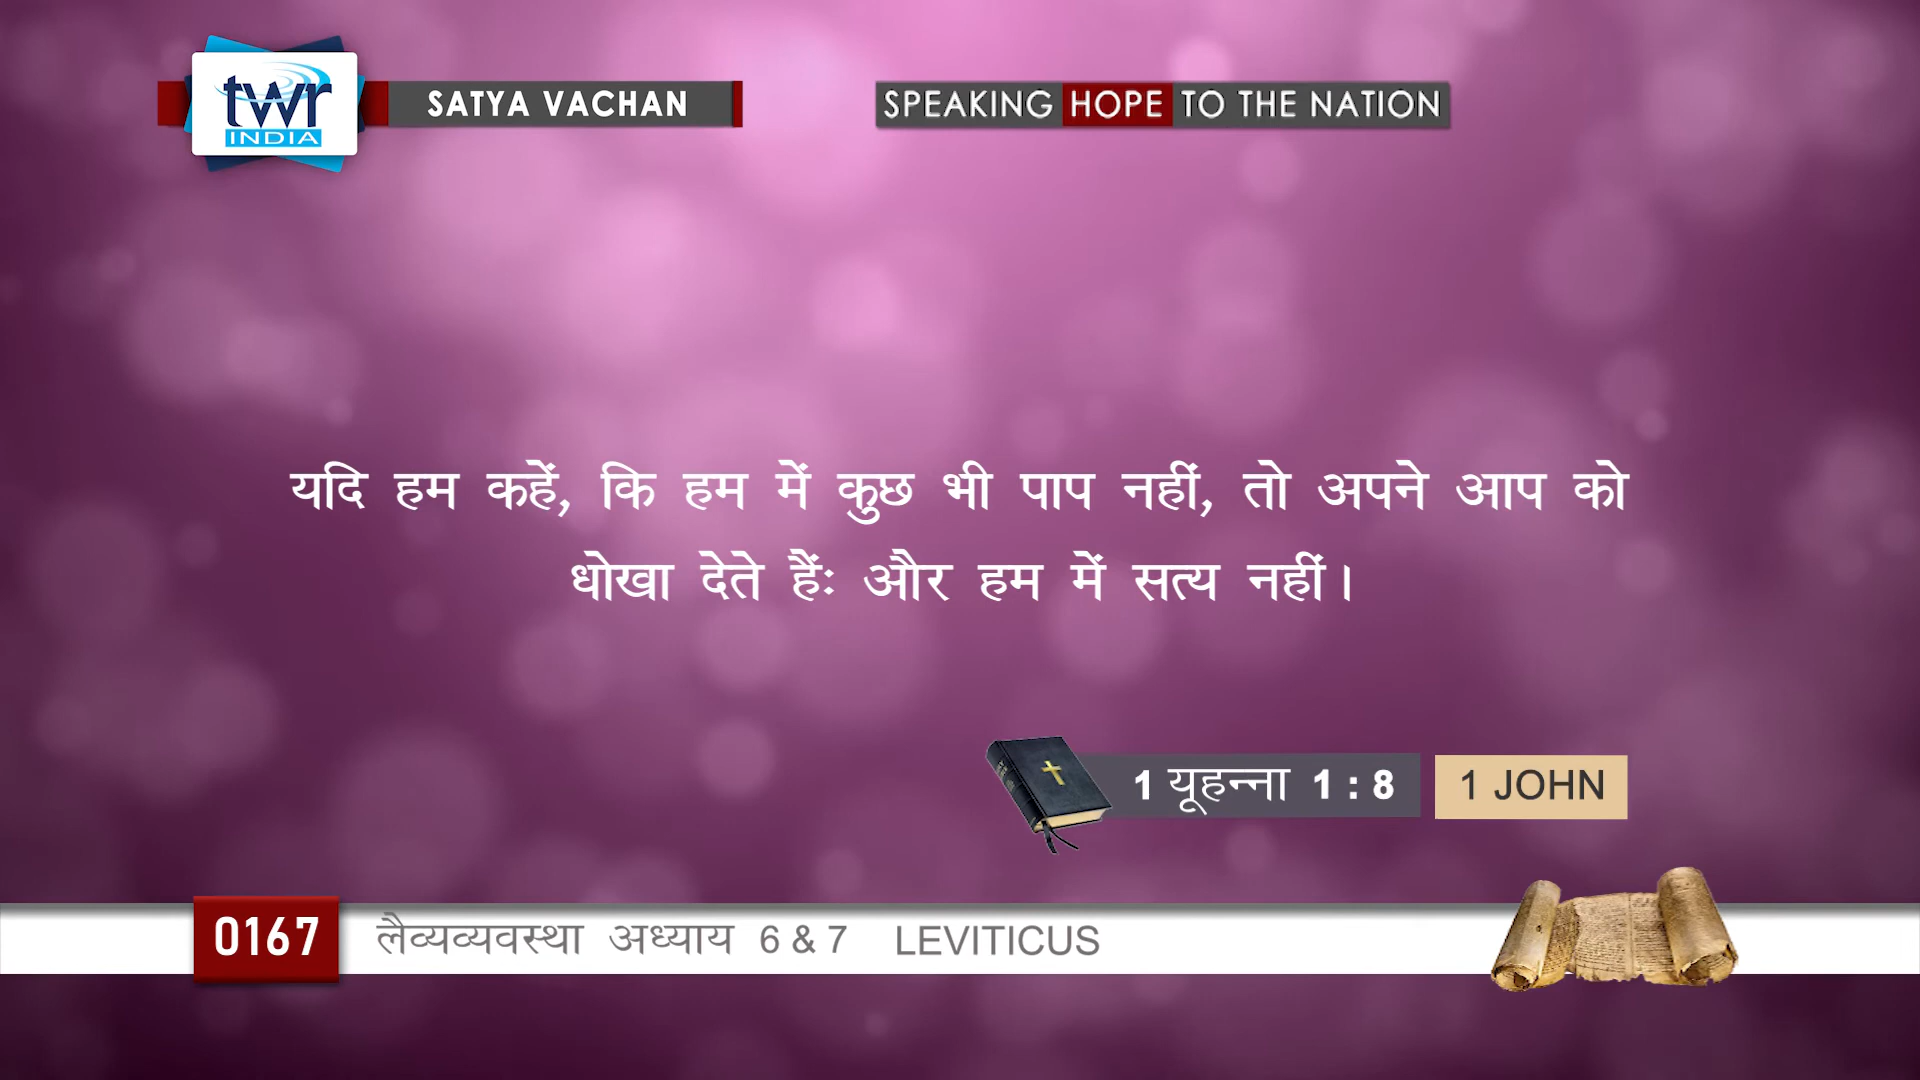 twr
INDIA
SATYA VACHAN
SPEAKING HOPE TO THE NATION
यदि हम कहें, कि हम में कुछ भी पाप नहीं, तो अपने आप को
धोखा देते हैंः और हम में सत्य नहीं।
1 यूहन्ना 1 : 8
1 JOHN
0167
लैव्यव्यवस्था अध्याय 6 & 7 LEVITICUS